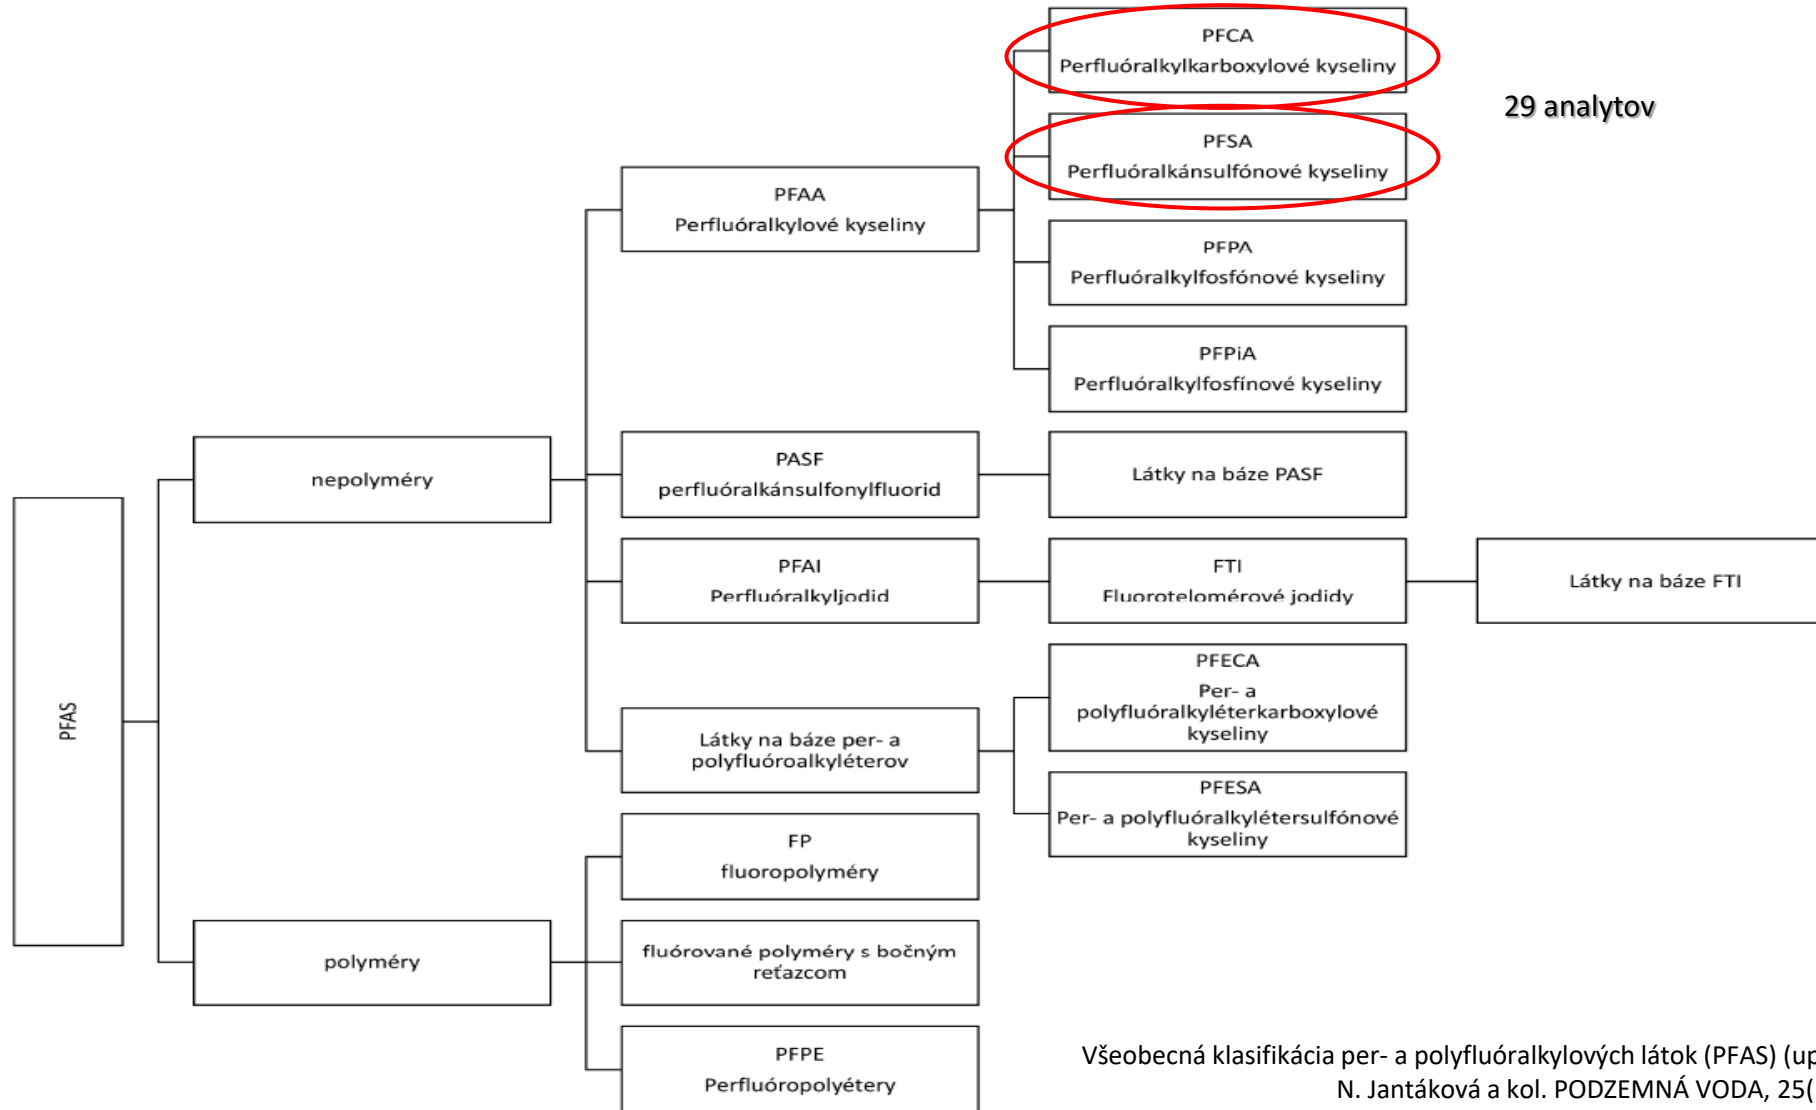 PFCA
Perfluóralkylkarboxylové kyseliny
29 analytov
PFSA
Perfluóralkánsulfónové kyseliny
PFAA
Perfluóralkylové kyseliny
PFPA
Perfluóralkylfosfónové kyseliny
PFPiA
Perfluóralkylfosfínové kyseliny
nepolyméry
PASF
perfluóralkánsulfonylfluorid
Látky na báze PASF
PFAI
Perfluóralkyljodid
FTI
Fluorotelomérové jodidy
Látky na báze FTI
PFAS
Látky na báze per- a
polyfluóroalkyléterov
PFECA
Per- a
polyfluóralkyléterkarboxylové
kyseliny
PFESA
Per- a polyfluóralkylétersulfónové
kyseliny
polyméry
FP
fluoropolyméry
fluórované polyméry s bočným
reťazcom
PFPE
Perfluóropolyétery
Všeobecná klasifikácia per- a polyfluóralkylových látok (PFAS) (up
N. Jantáková a kol. PODZEMNÁ VODA, 25(